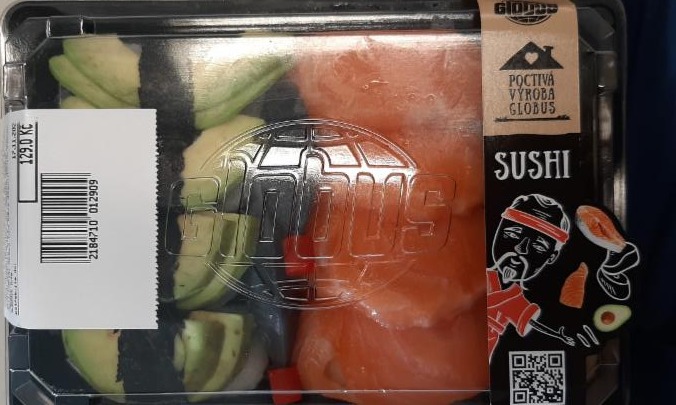 GLOBUS
POCTIVÁ
VÝROBA
GLOBUS
SUSHI
GLOBUS
129.0 KČ
2184710 012909